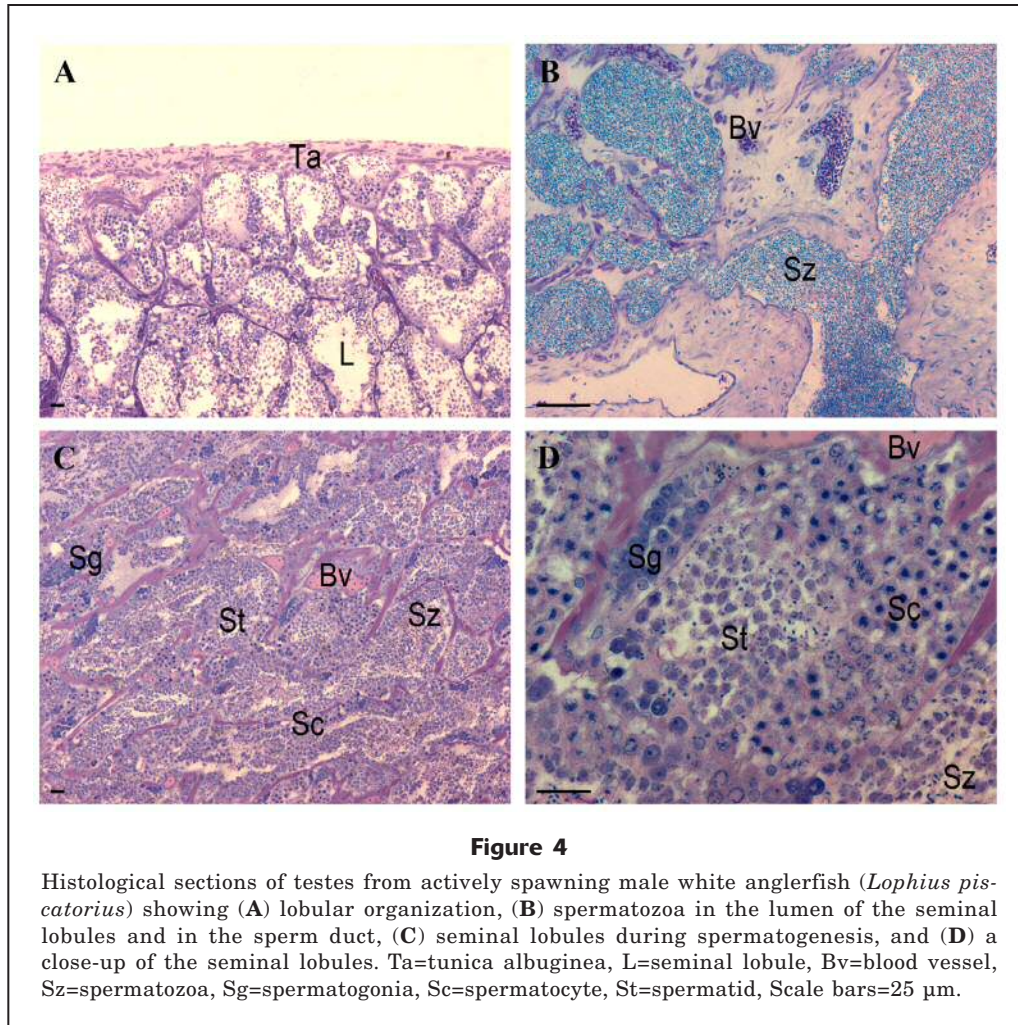 A
Ta
L
B
Bv
Sz
C
Sg
St
Bv
Sz
Sc
D
Bv
Sg
Sc
St
Sz
Figure 4
Histological sections of testes from actively spawning male white anglerfish (Lophius pis-
catorius) showing (A) lobular organization, (B) spermatozoa in the lumen of the seminal
lobules and in the sperm duct, (C) seminal lobules during spermatogenesis, and (D) a
close-up of the seminal lobules. Ta=tunica albuginea, L=seminal lobule, Bv=blood vessel,
Sz=spermatozoa, Sg=spermatogonia, Sc=spermatocyte, St=spermatid, Scale bars=25 µm.